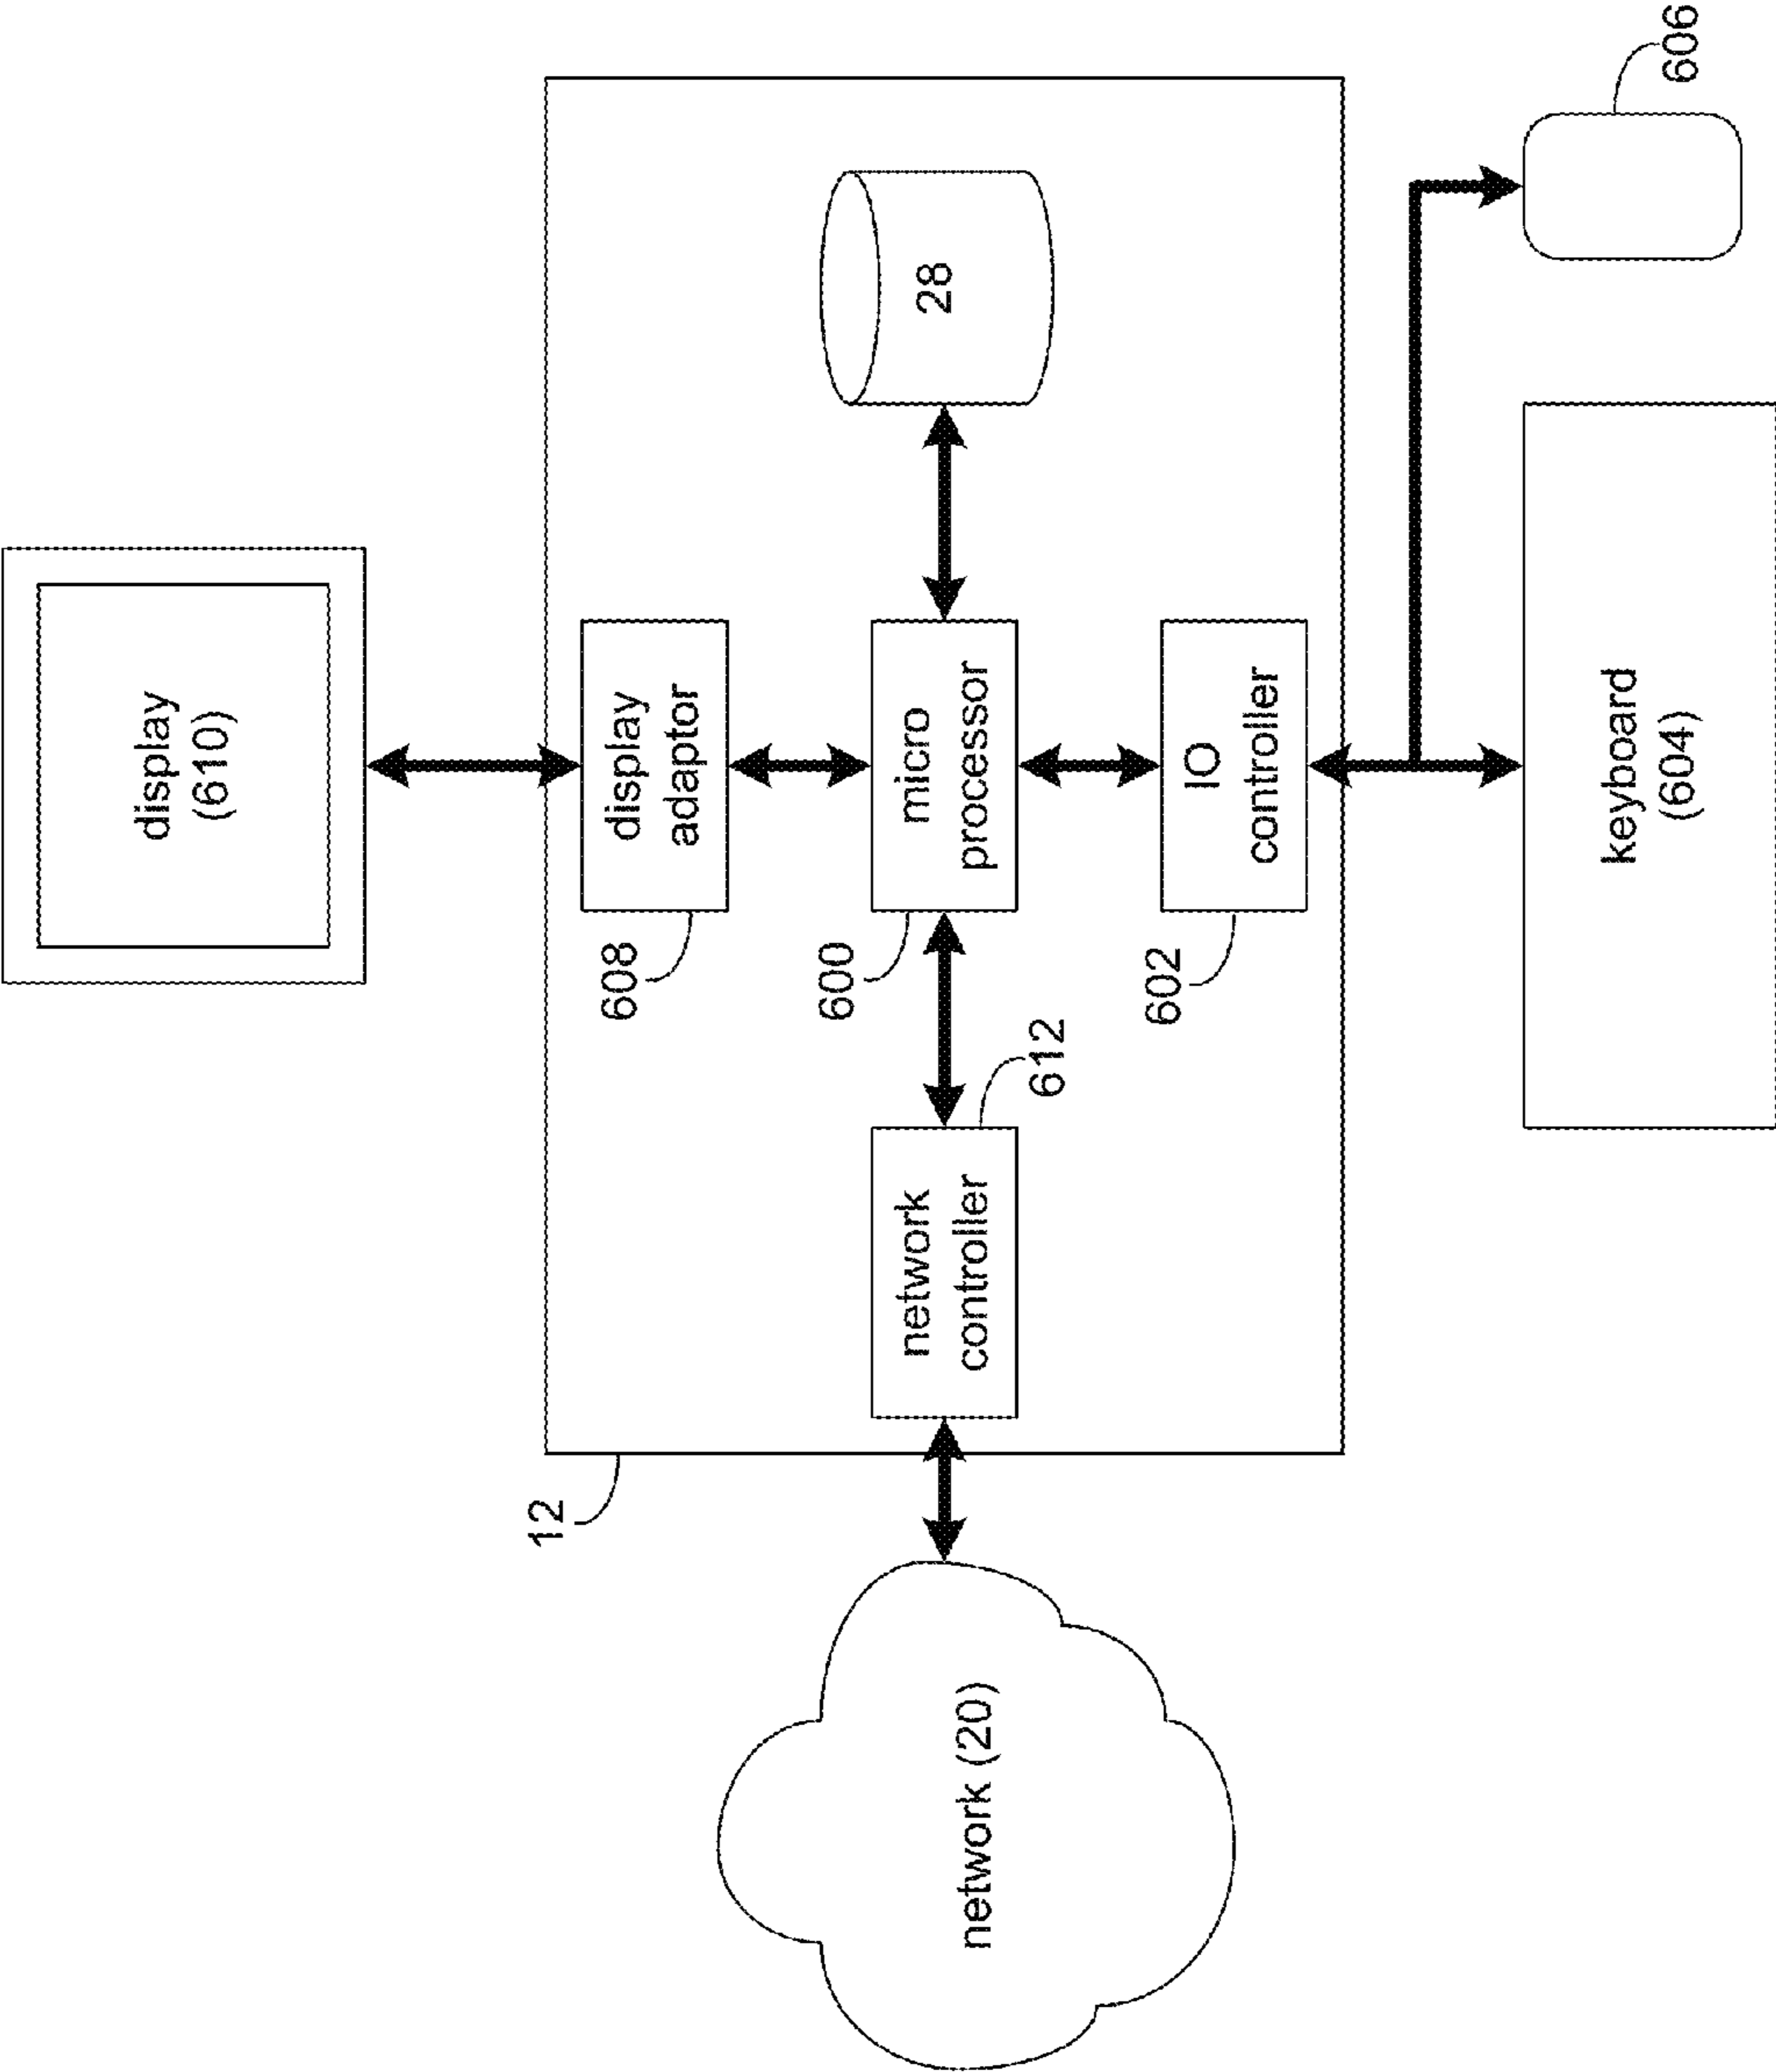 display
(610)
display
adaptor
608
micro
processor
600
28
IO
controller
602
network
controller
612
12
network (20)
keyboard
(604)
606